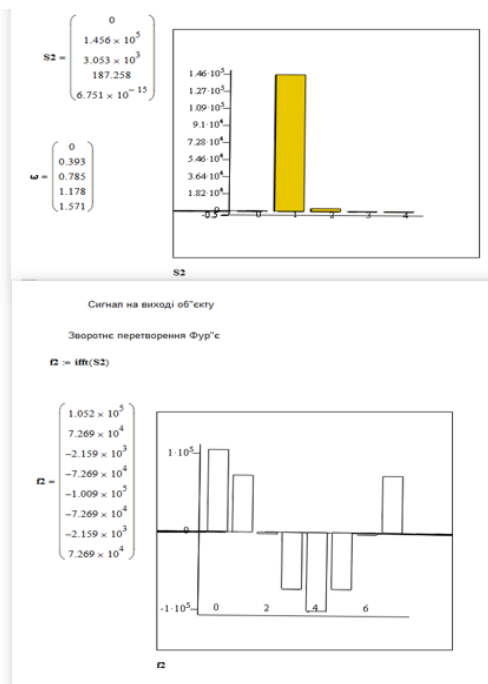 S2 =
0
1.456 × 10^5
3.053 × 10^3
187.258
6.751 × 10^-15
ω =
0
0.393
0.785
1.178
1.571
1.46·10^5
1.27·10^5
1.09·10^5
9.1·10^4
7.28·10^4
5.46·10^4
3.64·10^4
1.82·10^4
0
-0.5 0 1 2 3 4
S2
Сигнал на виході об"єкту
Зворотнє перетворення Фур"є
f2 := ifft(S2)
f2 =
1.052 × 10^5
7.269 × 10^4
-2.159 × 10^3
-7.269 × 10^4
-1.009 × 10^5
-7.269 × 10^4
-2.159 × 10^3
7.269 × 10^4
1·10^5
0
-1·10^5 0 2 4 6
f2